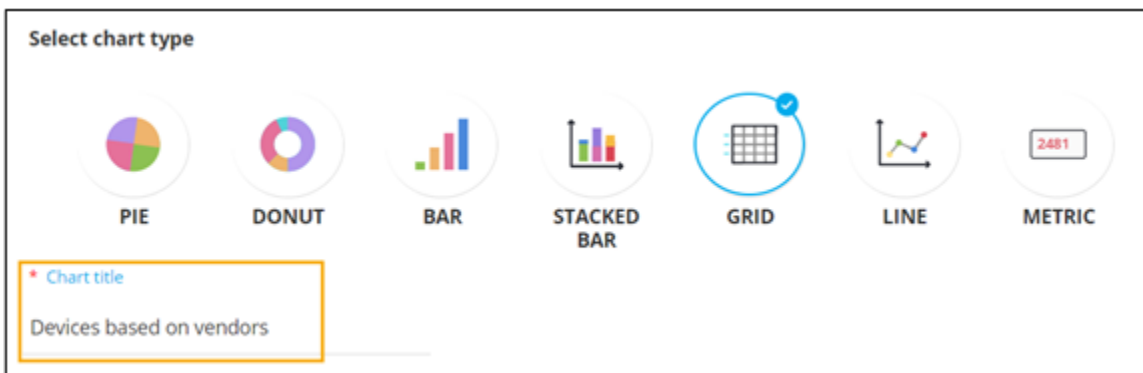 Select chart type
2481
PIE
DONUT
BAR
STACKED
BAR
GRID
LINE
METRIC
* Chart title
Devices based on vendors